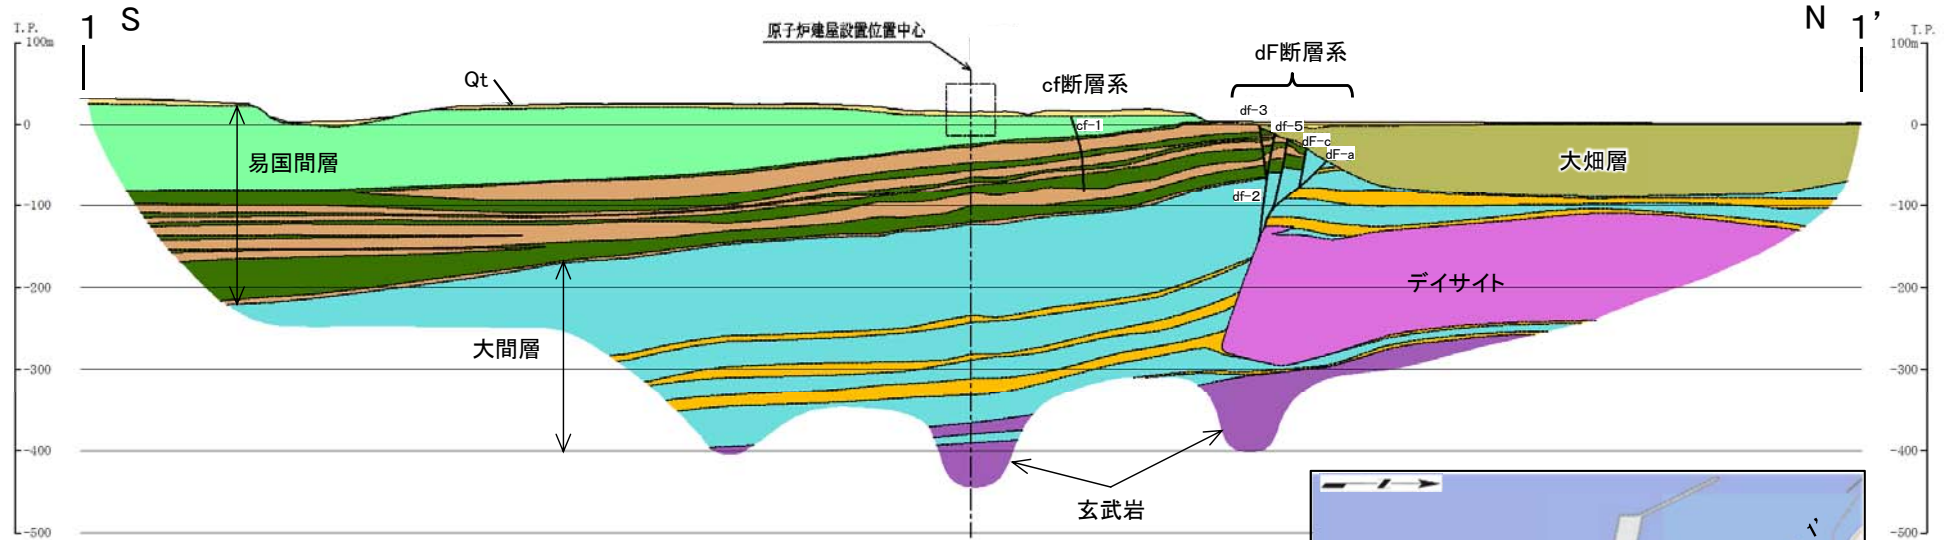 1 S
N 1’
T.P.
100m
0
-100
-200
-300
-400
-500
T.P.
100m
0
-100
-200
-300
-400
-500
原子炉建屋設置位置中心
Qt
cf断層系
dF断層系
cf-1
df-3
df-5
dF-c
dF-a
df-2
易国間層
大畑層
デイサイト
大間層
玄武岩
1’